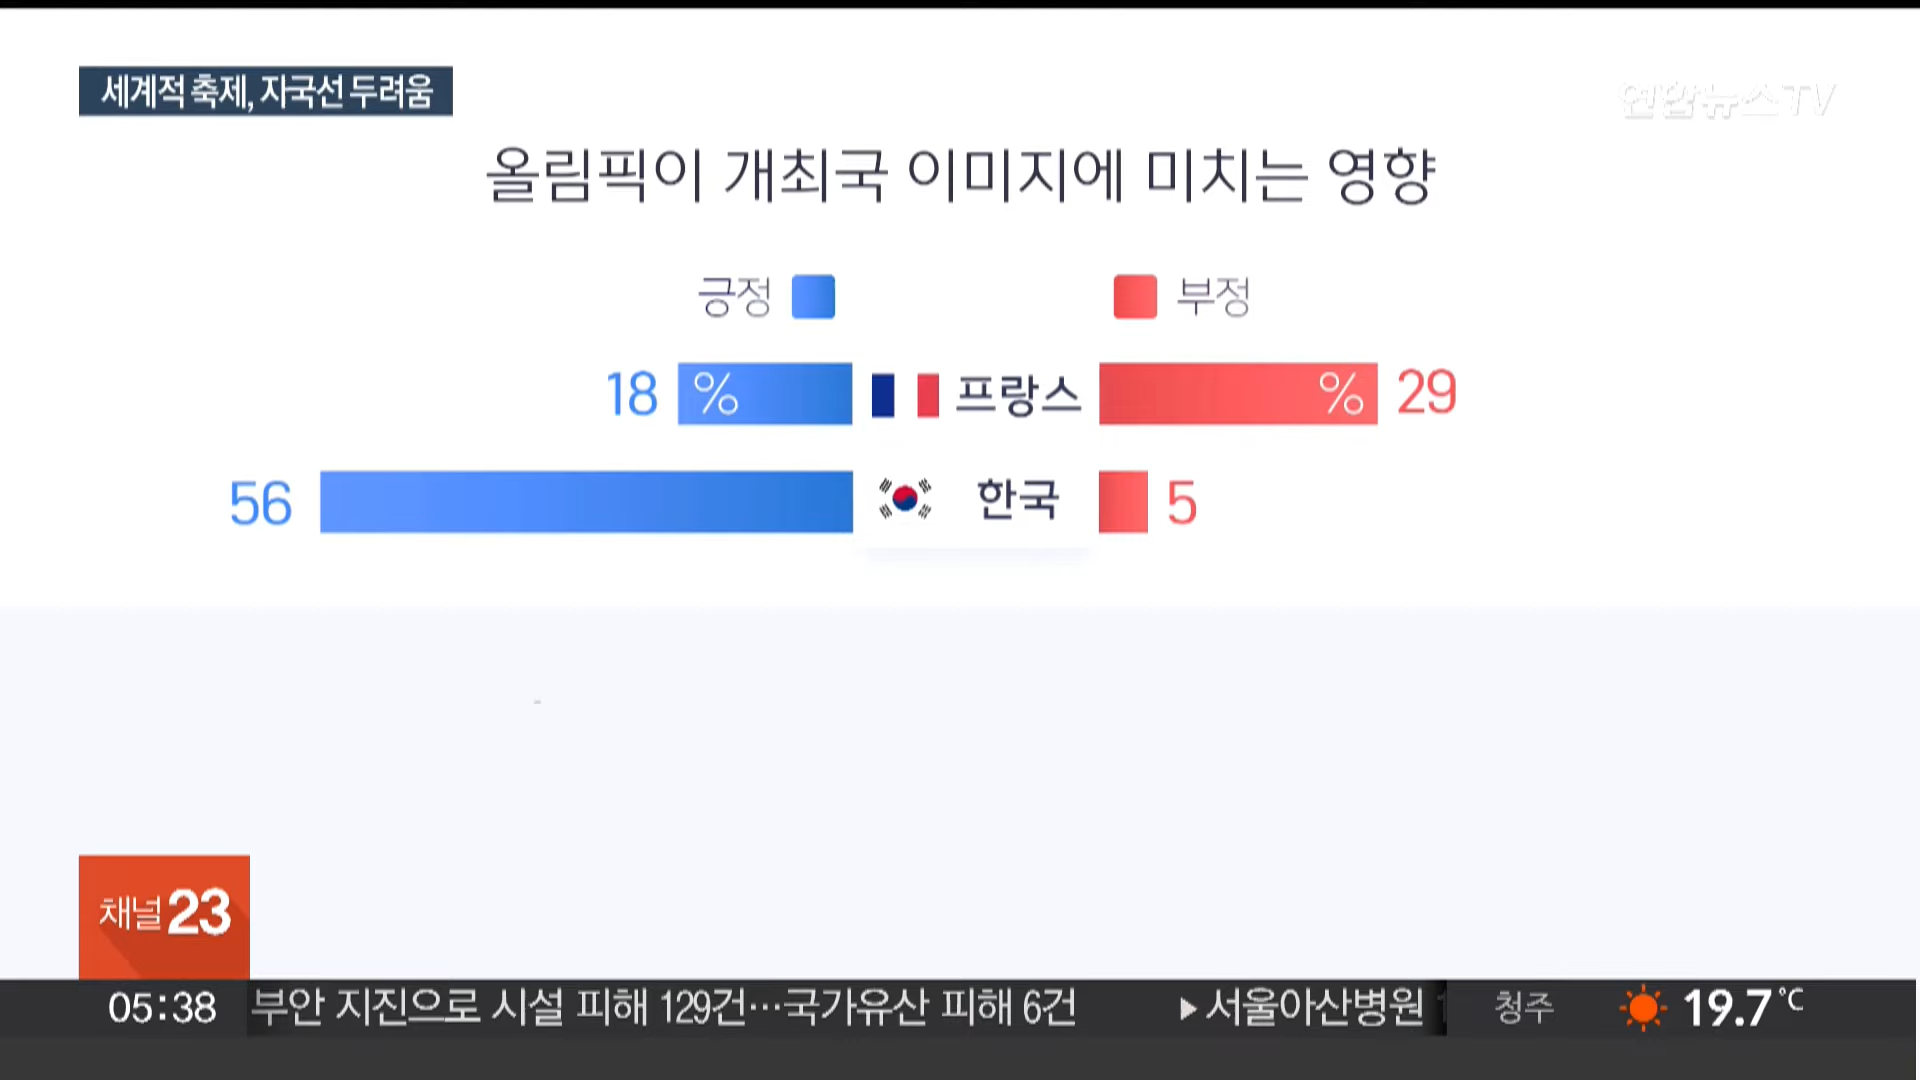 세계적 축제, 자국선 두려움
연합뉴스TV
올림픽이 개최국 이미지에 미치는 영향
긍정 부정
18 % 프랑스 % 29
56 한국 5
채널 23
05:38 부안 지진으로 시설 피해 129건…국가유산 피해 6건 ▶서울아산병원 청주 19.7℃